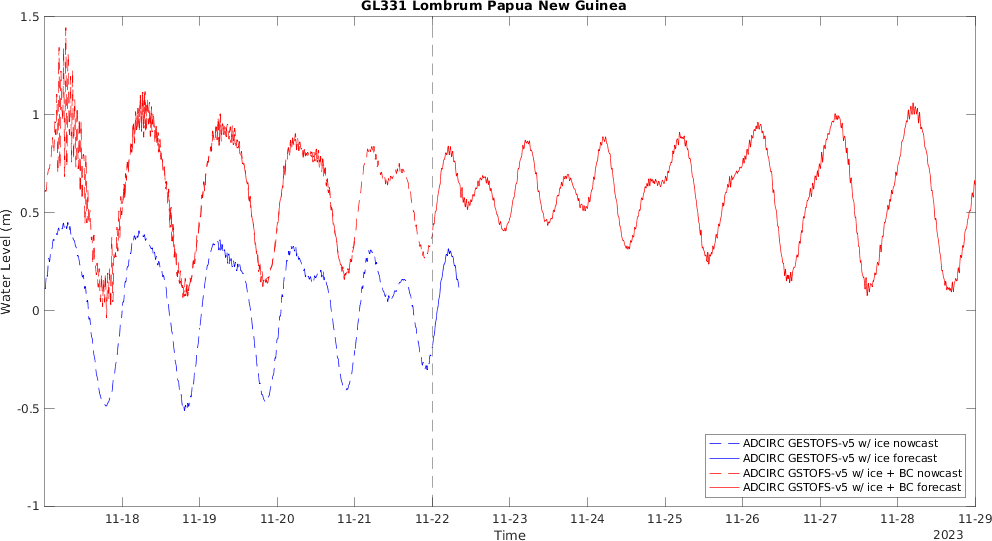 GL331 Lombrum Papua New Guinea
Water Level (m)
1.5
1
0.5
0
-0.5
-1
ADCIRC GESTOFS-v5 w/ ice nowcast
ADCIRC GESTOFS-v5 w/ ice forecast
ADCIRC GSTOFS-v5 w/ ice + BC nowcast
ADCIRC GSTOFS-v5 w/ ice + BC forecast
11-18 11-19 11-20 11-21 11-22 11-23 11-24 11-25 11-26 11-27 11-28 11-29
Time
2023